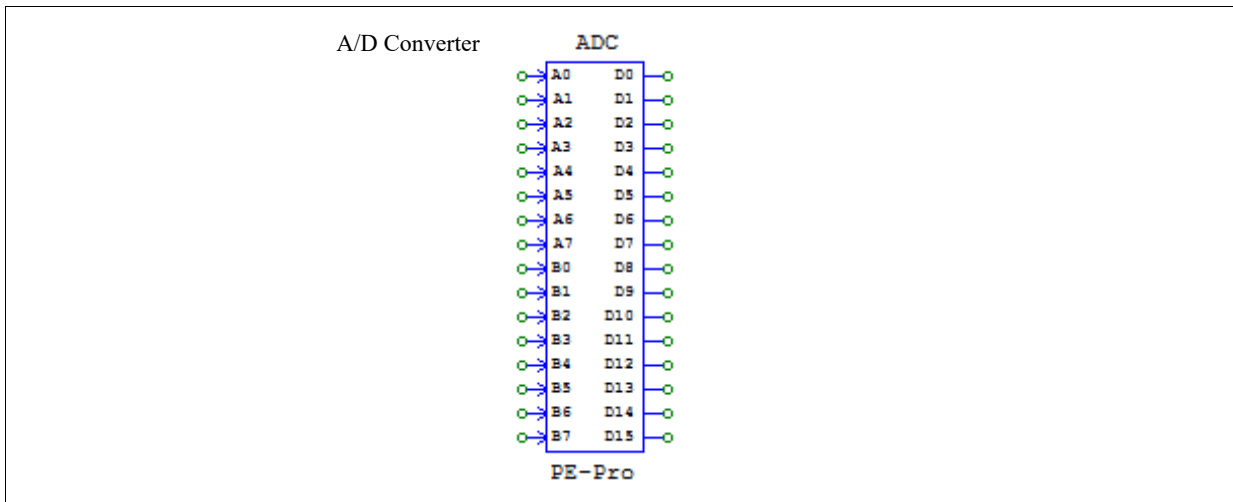 A/D Converter ADC
A0 D0
A1 D1
A2 D2
A3 D3
A4 D4
A5 D5
A6 D6
A7 D7
B0 D8
B1 D9
B2 D10
B3 D11
B4 D12
B5 D13
B6 D14
B7 D15
PE-Pro